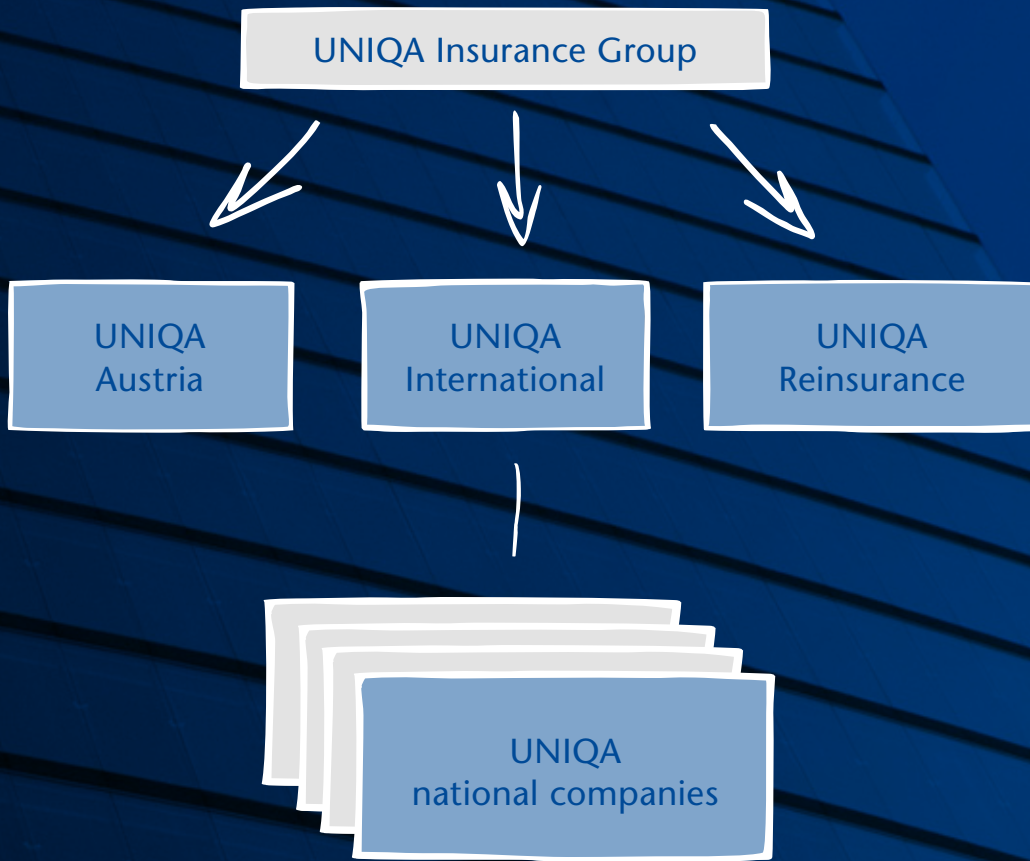 UNIQA Insurance Group
UNIQA
Austria
UNIQA
International
UNIQA
Reinsurance
UNIQA
national companies